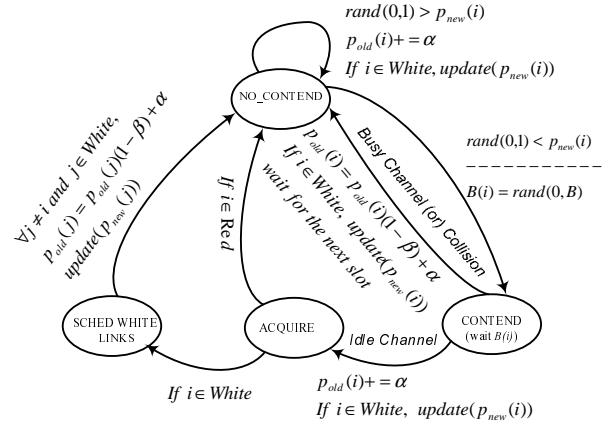 rand(0,1) > p_new(i)
p_old(i)+ = α
If i ∈ White, update(p_new(i))
NO_CONTEND
∀j ≠ i and j ∈ White,
p_old(j) = p_old(j)(1 − β) + α
update(p_new(j))
If i ∈ Red
Busy Channel (or) Collision
p_old(i) = p_old(i)(1 − β) + α
If i ∈ White, update(p_new(i))
wait for the next slot
rand(0,1) < p_new(i)
– – – – – – – – – – –
B(i) = rand(0, B)
SCHED WHITE
LINKS
ACQUIRE
CONTEND
(wait B(i))
Idle Channel
If i ∈ White
p_old(i)+ = α
If i ∈ White, update(p_new(i))